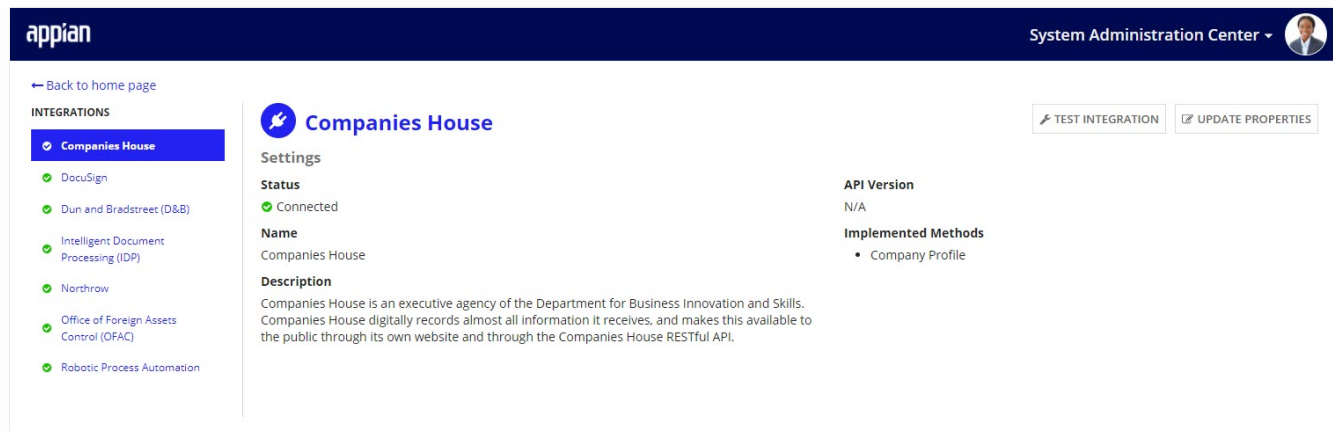 appian
System Administration Center
Back to home page
INTEGRATIONS
Companies House
DocuSign
Dun and Bradstreet (D&B)
Intelligent Document
Processing (IDP)
Northrow
Office of Foreign Assets
Control (OFAC)
Robotic Process Automation
Companies House
TEST INTEGRATION
UPDATE PROPERTIES
Settings
Status
Connected
Name
Companies House
Description
Companies House is an executive agency of the Department for Business Innovation and Skills.
Companies House digitally records almost all information it receives, and makes this available to
the public through its own website and through the Companies House RESTful API.
API Version
N/A
Implemented Methods
• Company Profile